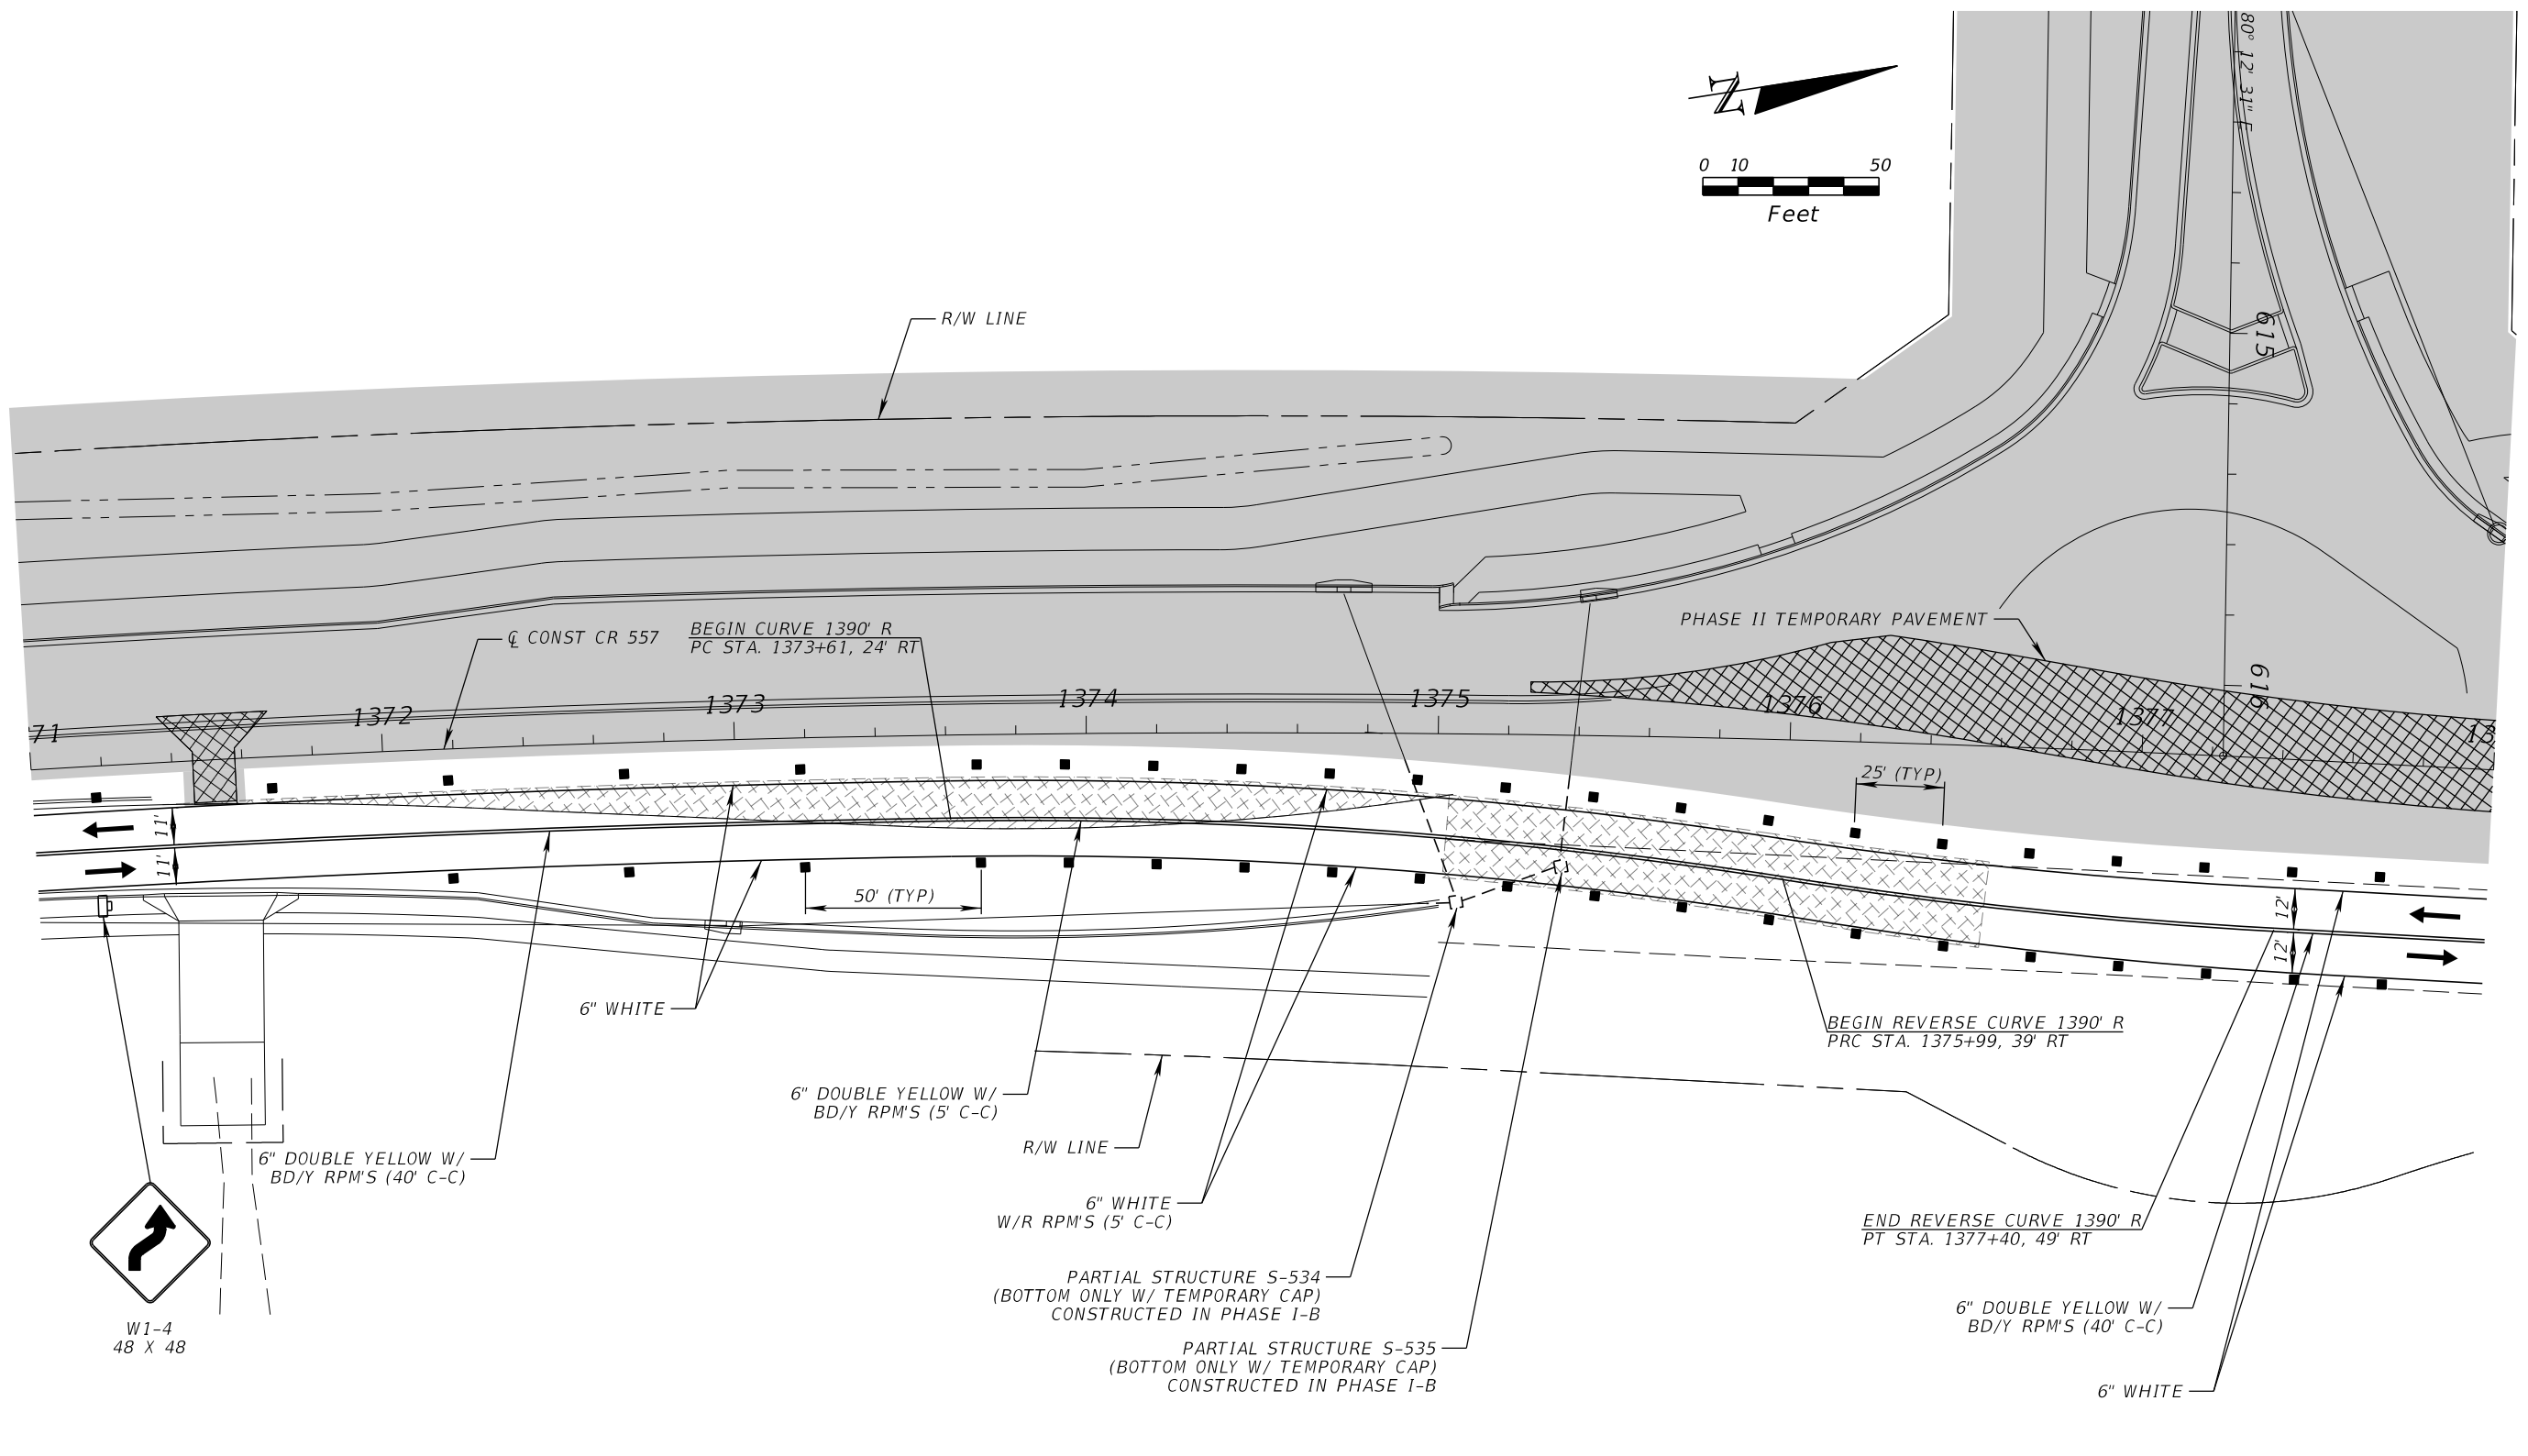 80° 12' 31" E
N
0 10 50
Feet
R/W LINE
615
PHASE II TEMPORARY PAVEMENT
℄ CONST CR 557
BEGIN CURVE 1390' R
PC STA. 1373+61, 24' RT
616
71
1372
1373
1374
1375
1376
1377
13
25' (TYP)
11'
11'
50' (TYP)
12'
12'
6" WHITE
BEGIN REVERSE CURVE 1390' R
PRC STA. 1375+99, 39' RT
6" DOUBLE YELLOW W/
BD/Y RPM'S (5' C-C)
R/W LINE
6" DOUBLE YELLOW W/
BD/Y RPM'S (40' C-C)
6" WHITE
W/R RPM'S (5' C-C)
END REVERSE CURVE 1390' R
PT STA. 1377+40, 49' RT
PARTIAL STRUCTURE S-534
(BOTTOM ONLY W/ TEMPORARY CAP)
CONSTRUCTED IN PHASE I-B
6" DOUBLE YELLOW W/
BD/Y RPM'S (40' C-C)
W1-4
48 X 48
PARTIAL STRUCTURE S-535
(BOTTOM ONLY W/ TEMPORARY CAP)
CONSTRUCTED IN PHASE I-B
6" WHITE